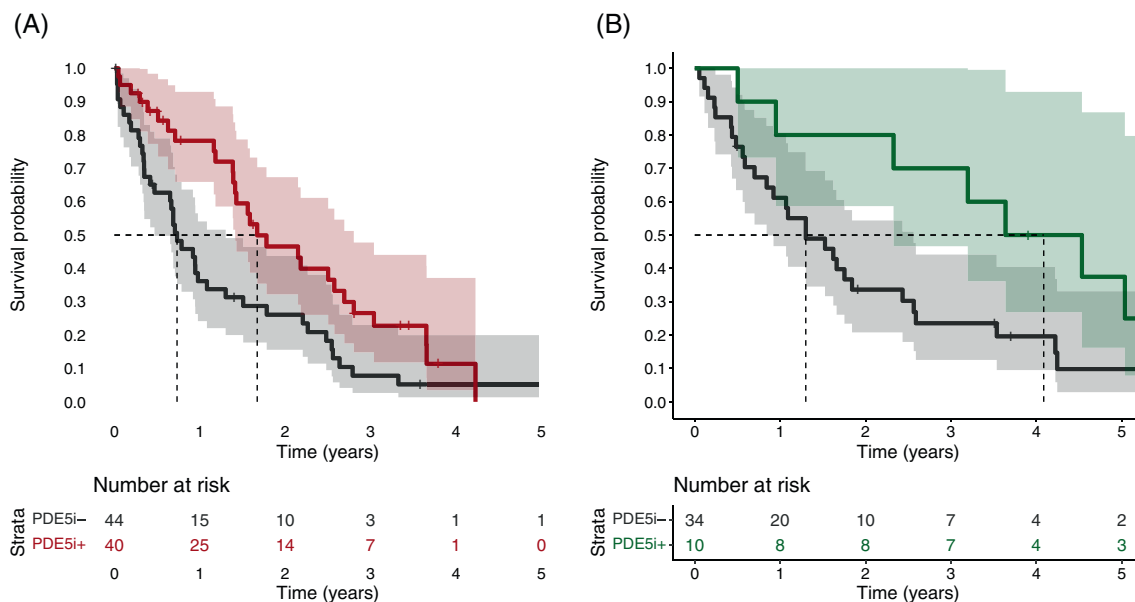 (A)
Survival probability
1.0
0.9
0.8
0.7
0.6
0.5
0.4
0.3
0.2
0.1
0.0
0 1 2 3 4 5
Time (years)
Number at risk
Strata
PDE5i− 44 15 10 3 1 1
PDE5i+ 40 25 14 7 1 0
0 1 2 3 4 5
Time (years)
(B)
Survival probability
1.0
0.9
0.8
0.7
0.6
0.5
0.4
0.3
0.2
0.1
0.0
0 1 2 3 4 5
Time (years)
Number at risk
Strata
PDE5i− 34 20 10 7 4 2
PDE5i+ 10 8 8 7 4 3
0 1 2 3 4 5
Time (years)